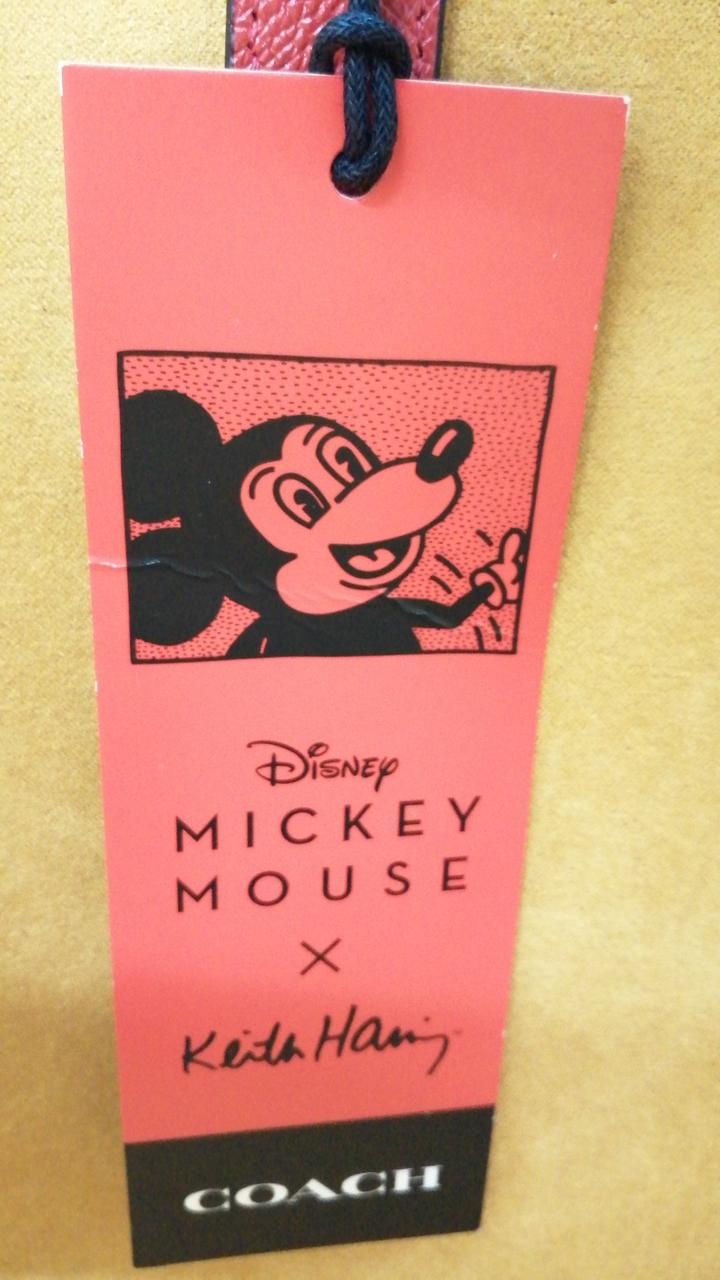 Disney
MICKEY
MOUSE
×
Keith Haring
COACH